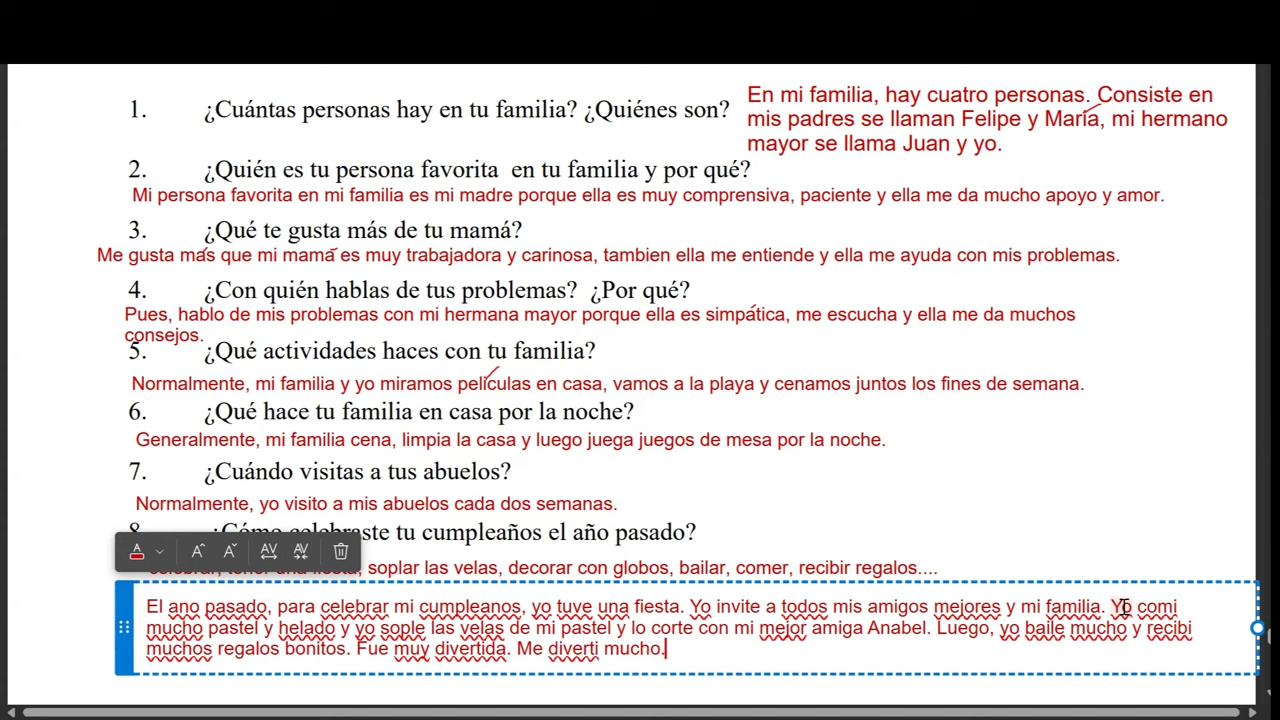 1. ¿Cuántas personas hay en tu familia? ¿Quiénes son?
En mi familia, hay cuatro personas. Consiste en
mis padres se llaman Felipe y María, mi hermano
mayor se llama Juan y yo.
2. ¿Quién es tu persona favorita en tu familia y por qué?
Mi persona favorita en mi familia es mi madre porque ella es muy comprensiva, paciente y ella me da mucho apoyo y amor.
3. ¿Qué te gusta más de tu mamá?
Me gusta más que mi mamá es muy trabajadora y carinosa, tambien ella me entiende y ella me ayuda con mis problemas.
4. ¿Con quién hablas de tus problemas? ¿Por qué?
Pues, hablo de mis problemas con mi hermana mayor porque ella es simpática, me escucha y ella me da muchos
consejos.
5. ¿Qué actividades haces con tu familia?
Normalmente, mi familia y yo miramos películas en casa, vamos a la playa y cenamos juntos los fines de semana.
6. ¿Qué hace tu familia en casa por la noche?
Generalmente, mi familia cena, limpia la casa y luego juega juegos de mesa por la noche.
7. ¿Cuándo visitas a tus abuelos?
Normalmente, yo visito a mis abuelos cada dos semanas.
8. ¿Cómo celebraste tu cumpleaños el año pasado?
celebrar, tener una fiesta, soplar las velas, decorar con globos, bailar, comer, recibir regalos....
El ano pasado, para celebrar mi cumpleanos, yo tuve una fiesta. Yo invite a todos mis amigos mejores y mi familia. Yo comi
mucho pastel y helado y yo sople las velas de mi pastel y lo corte con mi mejor amiga Anabel. Luego, yo baile mucho y recibi
muchos regalos bonitos. Fue muy divertida. Me diverti mucho.